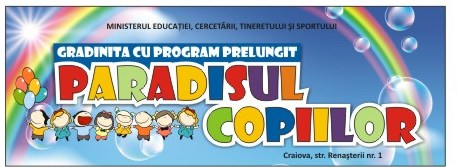 MINISTERUL EDUCAȚIEI, CERCETĂRII, TINERETULUI ȘI SPORTULUI
GRADINITA CU PROGRAM PRELUNGIT
PARADISUL
COPIILOR
Craiova, str. Renașterii nr. 1